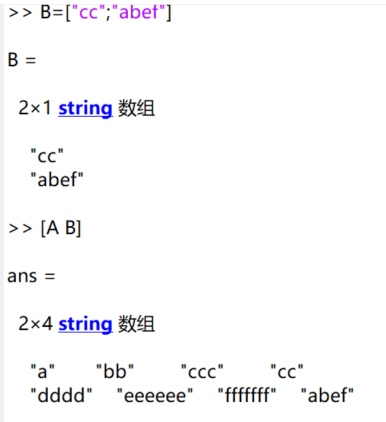 >> B=["cc";"abef"]
B =
2×1 string 数组
"cc"
"abef"
>> [A B]
ans =
2×4 string 数组
"a" "bb" "ccc" "cc"
"dddd" "eeeeee" "fffffff" "abef"